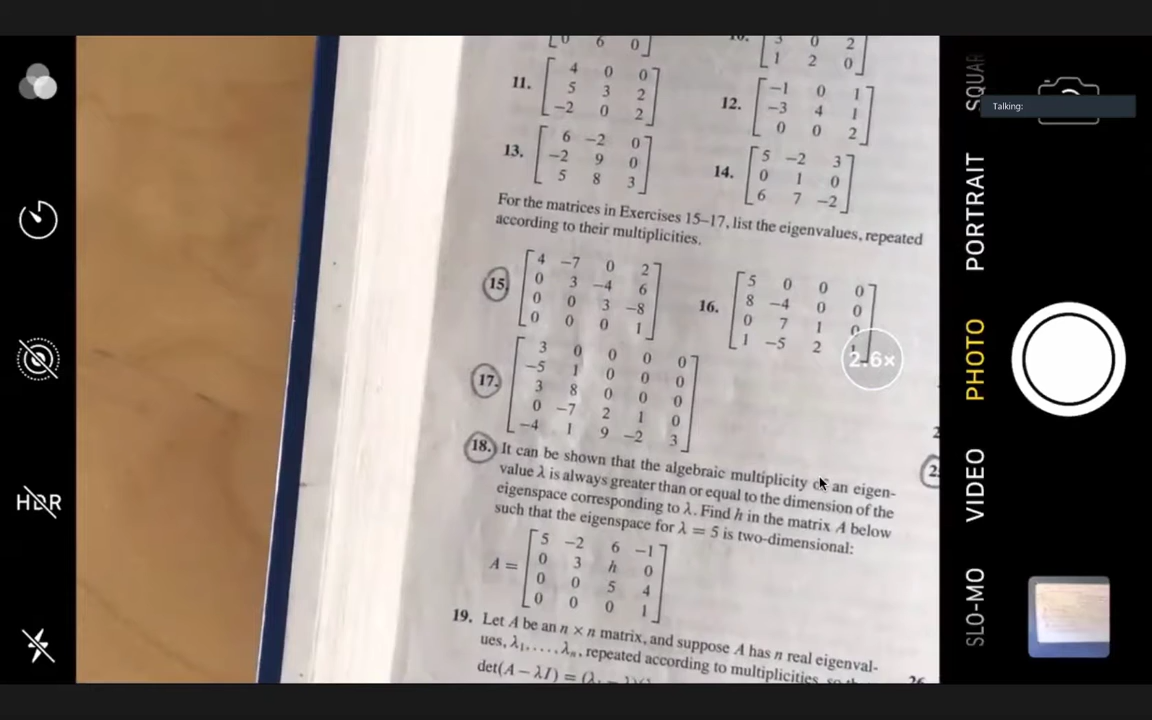 0 6 0
10. 3 0 2
1 2 0
11. 4 0 0
5 3 2
-2 0 2
12. -1 0 1
-3 4 1
0 0 2
13. 6 -2 0
-2 9 0
5 8 3
14. 5 -2 3
0 1 0
6 7 -2
For the matrices in Exercises 15–17, list the eigenvalues, repeated
according to their multiplicities.
15. 4 -7 0 2
0 3 -4 6
0 0 3 -8
0 0 0 1
16. 5 0 0 0
8 -4 0 0
0 7 1 0
1 -5 2
17. 3 0 0 0 0
-5 1 0 0 0
3 8 0 0 0
0 -7 2 1 0
-4 1 9 -2 3
18. It can be shown that the algebraic multiplicity of an eigen-
value λ is always greater than or equal to the dimension of the
eigenspace corresponding to λ. Find h in the matrix A below
such that the eigenspace for λ = 5 is two-dimensional:
A = 5 -2 6 -1
0 3 h 0
0 0 5 4
0 0 0 1
19. Let A be an n × n matrix, and suppose A has n real eigenval-
ues, λ1,...,λn, repeated according to multiplicities, so
det(A − λI) =
2.6x
HDR
Talking:
PORTRAIT
PHOTO
VIDEO
SLO-MO